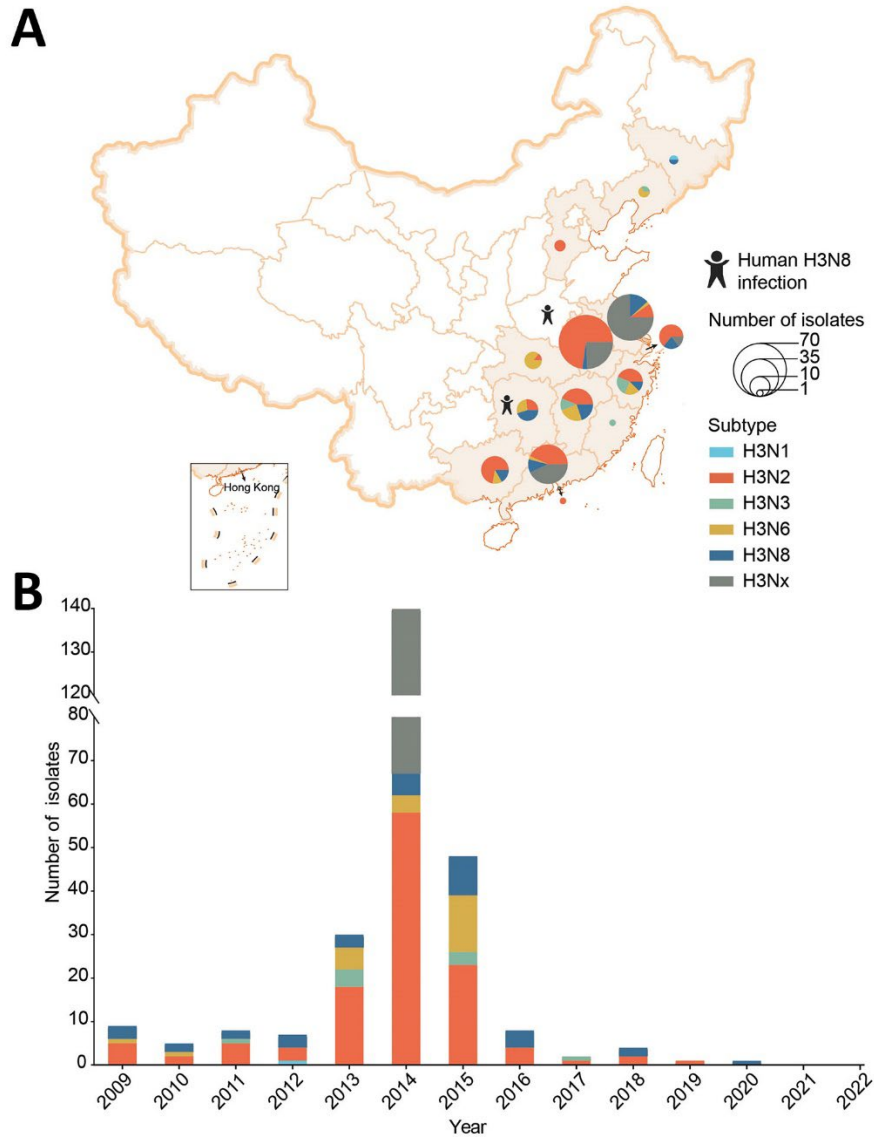 A
Human H3N8
infection
Number of isolates
70
35
10
1
Subtype
H3N1
H3N2
H3N3
H3N6
H3N8
H3Nx
Hong Kong
B
140
130
120
80
70
60
50
40
30
20
10
0
Number of isolates
2009
2010
2011
2012
2013
2014
2015
2016
2017
2018
2019
2020
2021
2022
Year